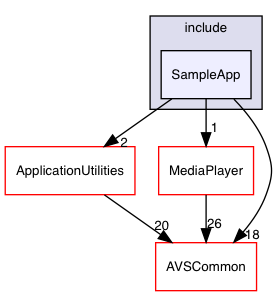 include
SampleApp
2
1
ApplicationUtilities
MediaPlayer
20
26
18
AVSCommon